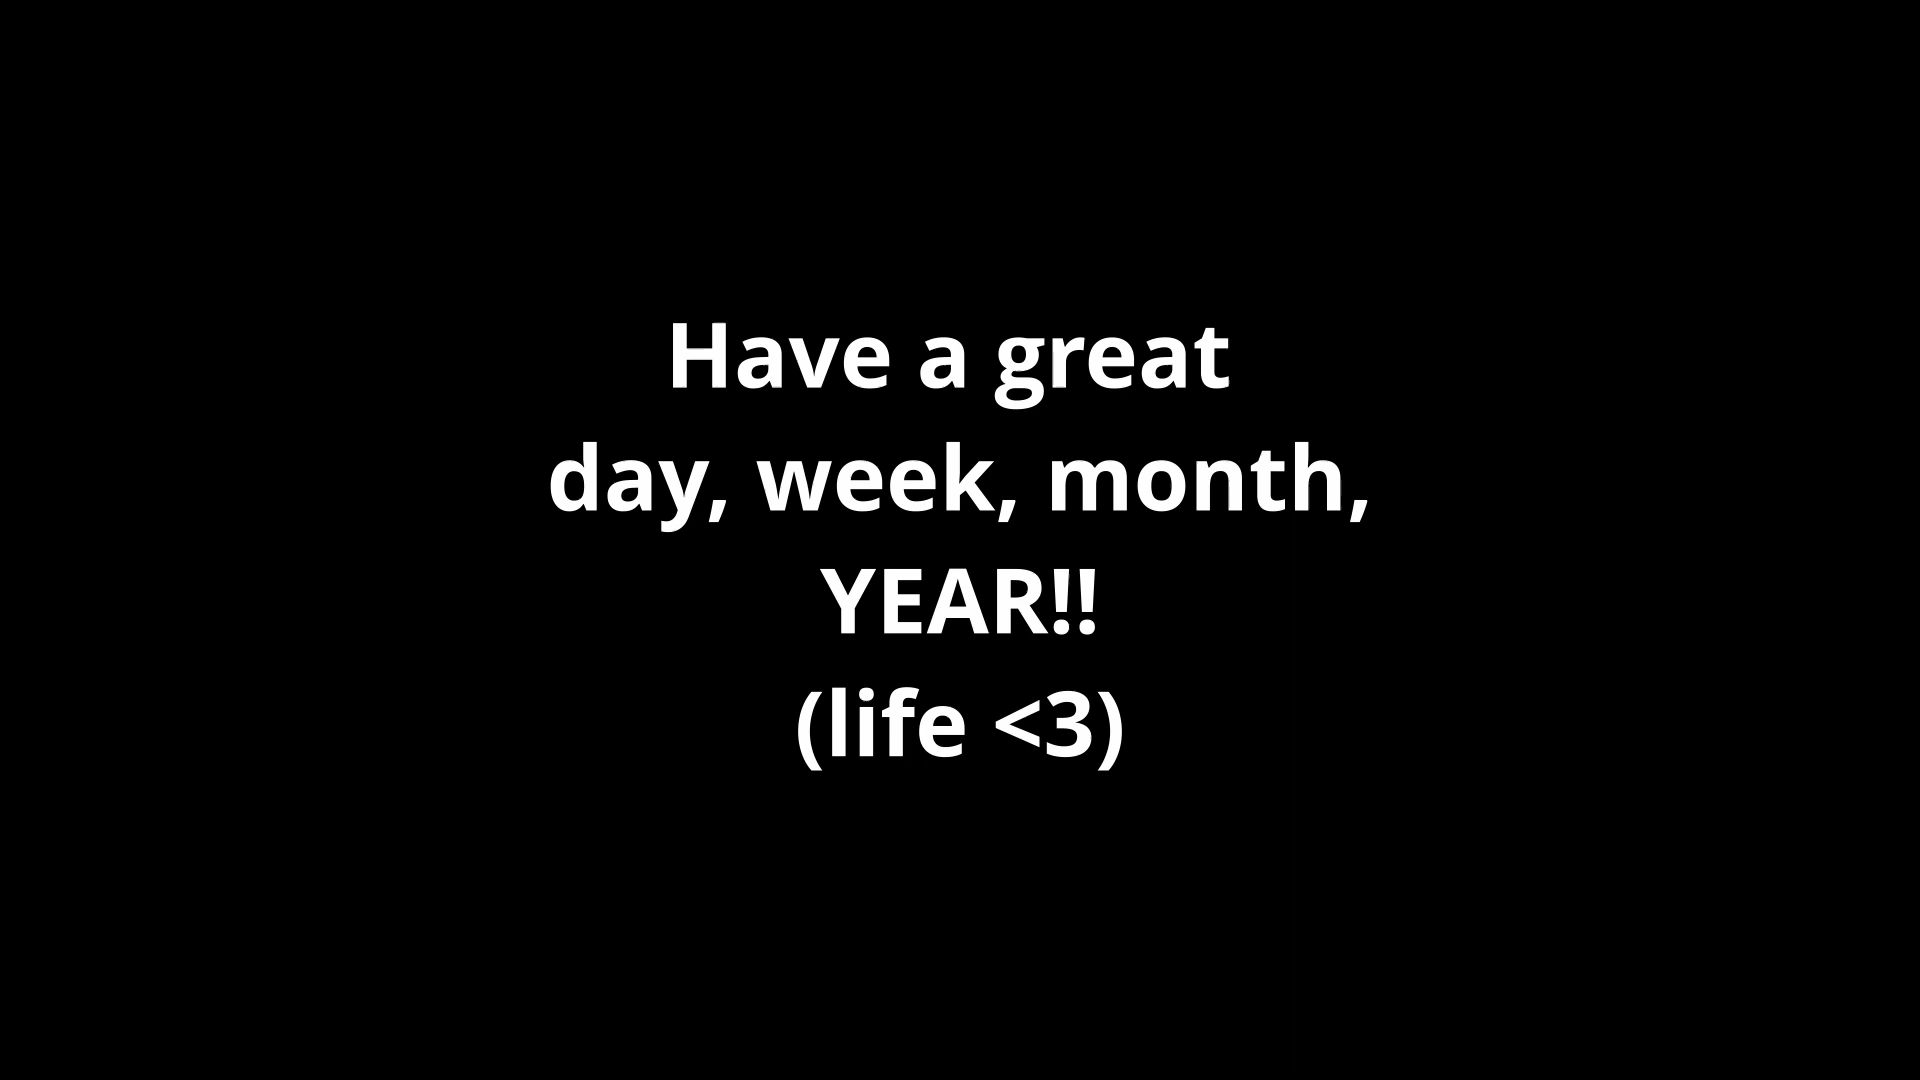 Have a great
day, week, month,
YEAR!!
(life <3)